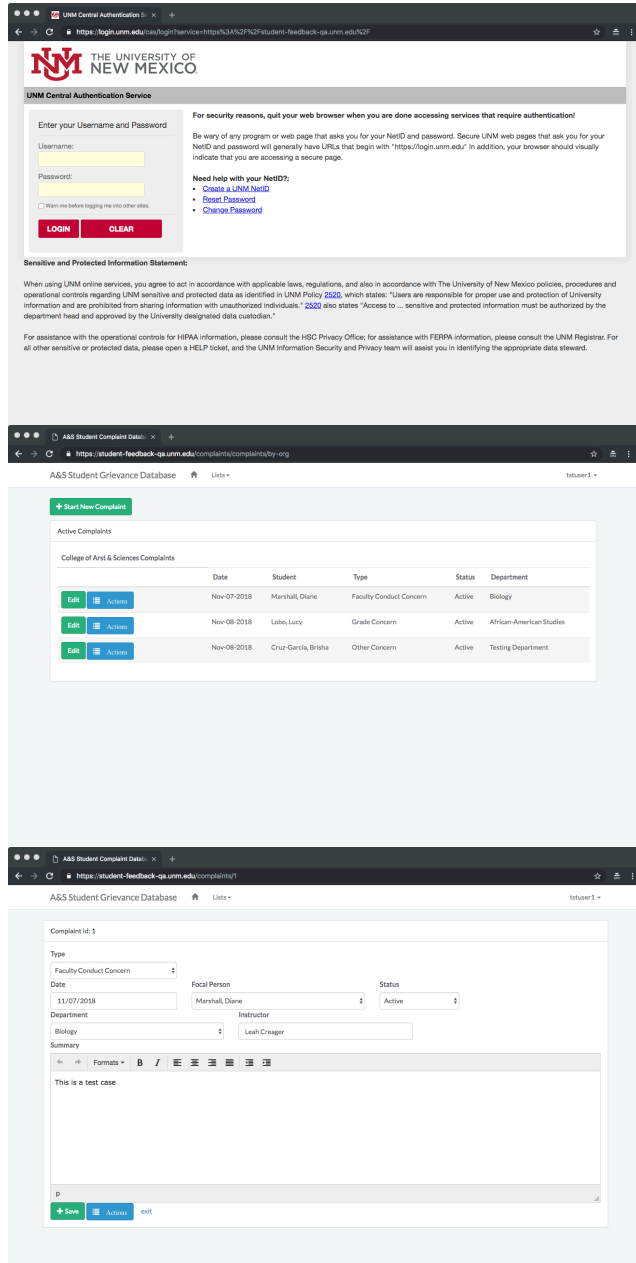 UNM Central Authentication Se
https://login.unm.edu/cas/login?service=https%3A%2F%2Fstudent-feedback-qa.unm.edu%2F
UNM
THE UNIVERSITY OF
NEW MEXICO.
UNM Central Authentication Service
Enter your Username and Password
Username:
Password:
Warn me before logging me into other sites.
LOGIN CLEAR
For security reasons, quit your web browser when you are done accessing services that require authentication!
Be wary of any program or web page that asks you for your NetID and password. Secure UNM web pages that ask you for your
NetID and password will generally have URLs that begin with "https://login.unm.edu" In addition, your browser should visually
indicate that you are accessing a secure page.
Need help with your NetID?:
• Create a UNM NetID
• Reset Password
• Change Password
Sensitive and Protected Information Statement:
When using UNM online services, you agree to act in accordance with applicable laws, regulations, and also in accordance with The University of New Mexico policies, procedures and
operational controls regarding UNM sensitive and protected data as identified in UNM Policy 2520, which states: "Users are responsible for proper use and protection of University
information and are prohibited from sharing information with unauthorized individuals." 2520 also states "Access to ... sensitive and protected information must be authorized by the
department head and approved by the University designated data custodian."
For assistance with the operational controls for HIPAA information, please consult the HSC Privacy Office; for assistance with FERPA information, please consult the UNM Registrar. For
all other sensitive or protected data, please open a HELP ticket, and the UNM Information Security and Privacy team will assist you in identifying the appropriate data steward.
A&S Student Complaint Datab
https://student-feedback-qa.unm.edu/complaints/complaints/by-org
A&S Student Grievance Database Lists tstuser1
+ Start New Complaint
Active Complaints
College of Arst & Sciences Complaints
Date Student Type Status Department
Edit Actions Nov-07-2018 Marshall, Diane Faculty Conduct Concern Active Biology
Edit Actions Nov-08-2018 Lobo, Lucy Grade Concern Active African-American Studies
Edit Actions Nov-08-2018 Cruz-Garcia, Brisha Other Concern Active Testing Department
A&S Student Complaint Datab
https://student-feedback-qa.unm.edu/complaints/1
A&S Student Grievance Database Lists tstuser1
Complaint Id: 1
Type
Faculty Conduct Concern
Date Focal Person Status
11/07/2018 Marshall, Diane Active
Department Instructor
Biology Leah Creager
Summary
Formats B I
This is a test case
p
+ Save Actions exit